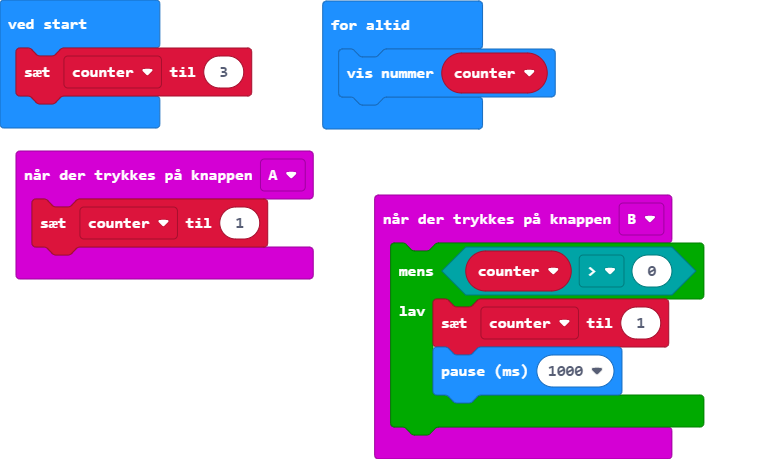 ved start
sæt counter til 3
for altid
vis nummer counter
når der trykkes på knappen A
sæt counter til 1
når der trykkes på knappen B
mens counter > 0
lav
sæt counter til 1
pause (ms) 1000